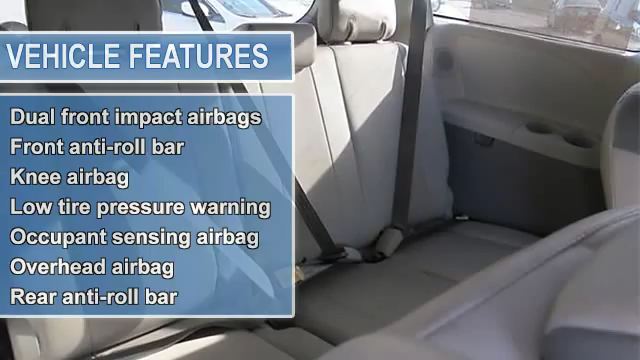 VEHICLE FEATURES
Dual front impact airbags
Front anti-roll bar
Knee airbag
Low tire pressure warning
Occupant sensing airbag
Overhead airbag
Rear anti-roll bar